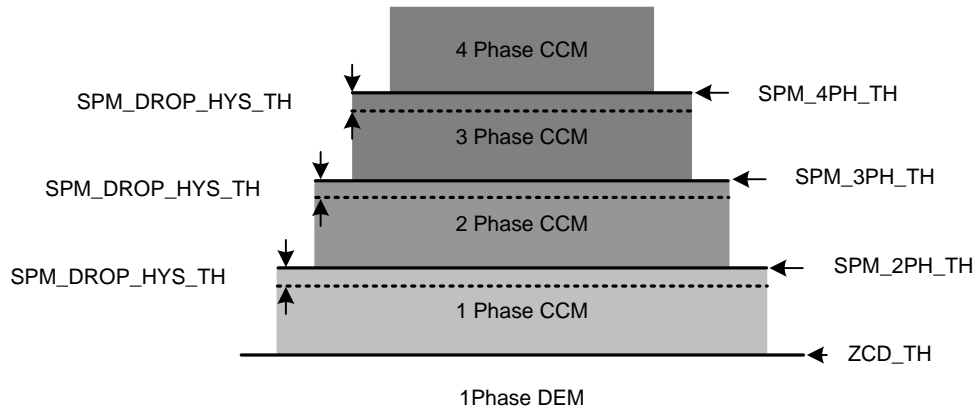 4 Phase CCM
SPM_DROP_HYS_TH
SPM_4PH_TH
3 Phase CCM
SPM_DROP_HYS_TH
SPM_3PH_TH
2 Phase CCM
SPM_DROP_HYS_TH
SPM_2PH_TH
1 Phase CCM
ZCD_TH
1Phase DEM